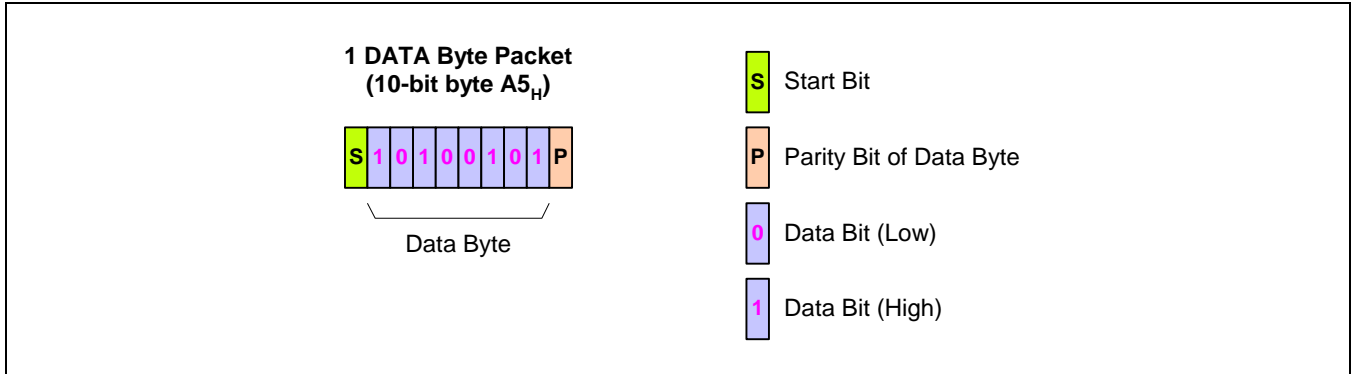 1 DATA Byte Packet
(10-bit byte A5H)
S 1 0 1 0 0 1 0 1 P
Data Byte
S Start Bit
P Parity Bit of Data Byte
0 Data Bit (Low)
1 Data Bit (High)